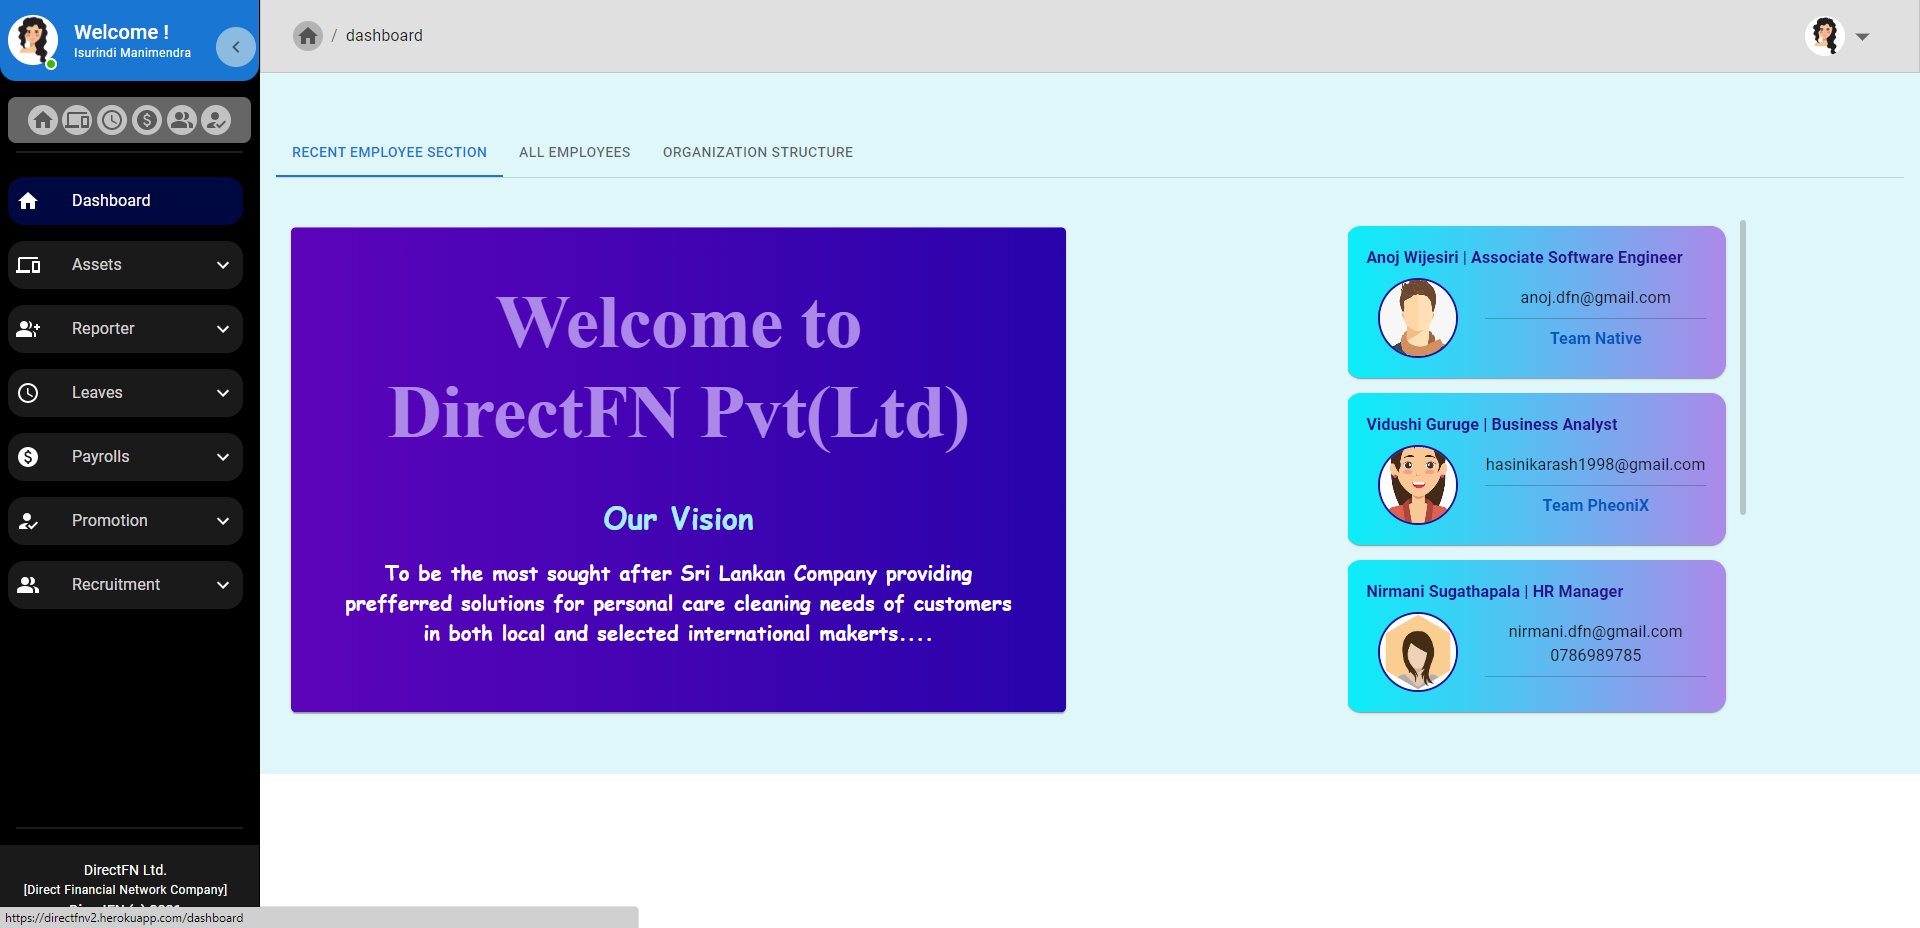 Welcome !
Isurindi Manimendra
/ dashboard
Dashboard
Assets
Reporter
Leaves
Payrolls
Promotion
Recruitment
DirectFN Ltd.
[Direct Financial Network Company]
https://directfnv2.herokuapp.com/dashboard
RECENT EMPLOYEE SECTION
ALL EMPLOYEES
ORGANIZATION STRUCTURE
Welcome to
DirectFN Pvt(Ltd)
Our Vision
To be the most sought after Sri Lankan Company providing
prefferred solutions for personal care cleaning needs of customers
in both local and selected international makerts....
Anoj Wijesiri | Associate Software Engineer
anoj.dfn@gmail.com
Team Native
Vidushi Guruge | Business Analyst
hasinikarash1998@gmail.com
Team PheoniX
Nirmani Sugathapala | HR Manager
nirmani.dfn@gmail.com
0786989785